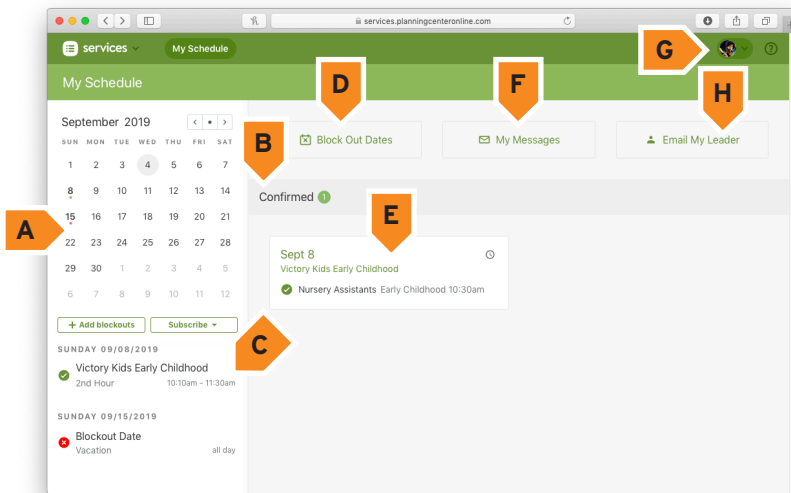 services.planningcenteronline.com
services My Schedule G
My Schedule
D F H
September 2019
SUN MON TUE WED THU FRI SAT
1 2 3 4 5 6 7
8 9 10 11 12 13 14
15 16 17 18 19 20 21
22 23 24 25 26 27 28
29 30 1 2 3 4 5
6 7 8 9 10 11 12
A
+ Add blockouts Subscribe
SUNDAY 09/08/2019
Victory Kids Early Childhood
2nd Hour 10:10am - 11:30am
SUNDAY 09/15/2019
Blockout Date
Vacation all day
C
B
Block Out Dates My Messages Email My Leader
Confirmed 1
E
Sept 8
Victory Kids Early Childhood
Nursery Assistants Early Childhood 10:30am